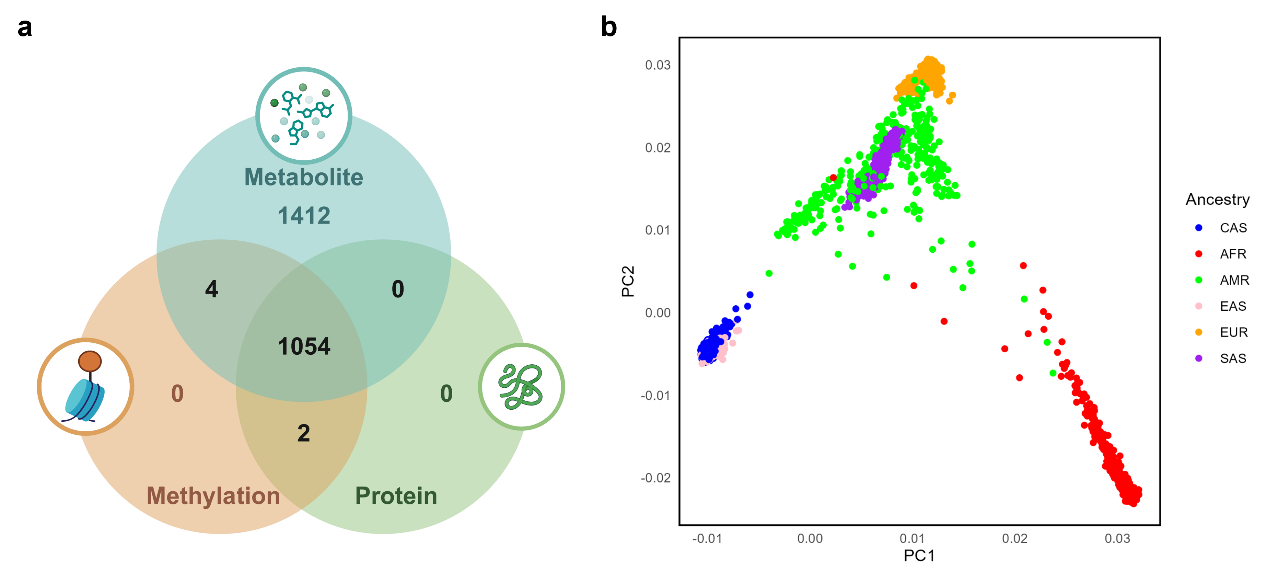 a
Metabolite
1412
4
0
1054
0
0
2
Methylation
Protein
b
PC2
0.03
0.02
0.01
0.00
-0.01
-0.02
-0.01
0.00
0.01
0.02
0.03
PC1
Ancestry
CAS
AFR
AMR
EAS
EUR
SAS